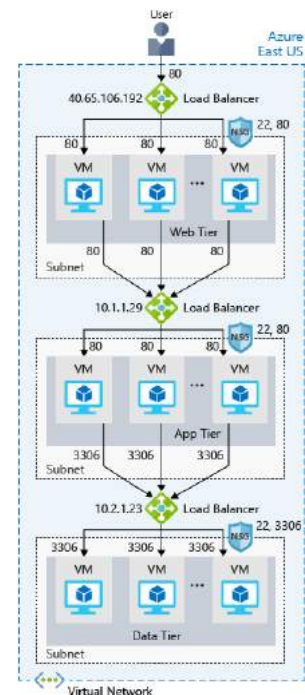 User
Azure
East US
80
40.65.106.192 Load Balancer
NSG 22, 80
80 80 80
VM VM ... VM
Web Tier
80 80 80
Subnet
10.1.1.29 Load Balancer
NSG 22, 80
80 80 80
VM VM ... VM
App Tier
3306 3306 3306
Subnet
10.2.1.23 Load Balancer
NSG 22, 3306
3306 3306 3306
VM VM ... VM
Data Tier
Subnet
Virtual Network